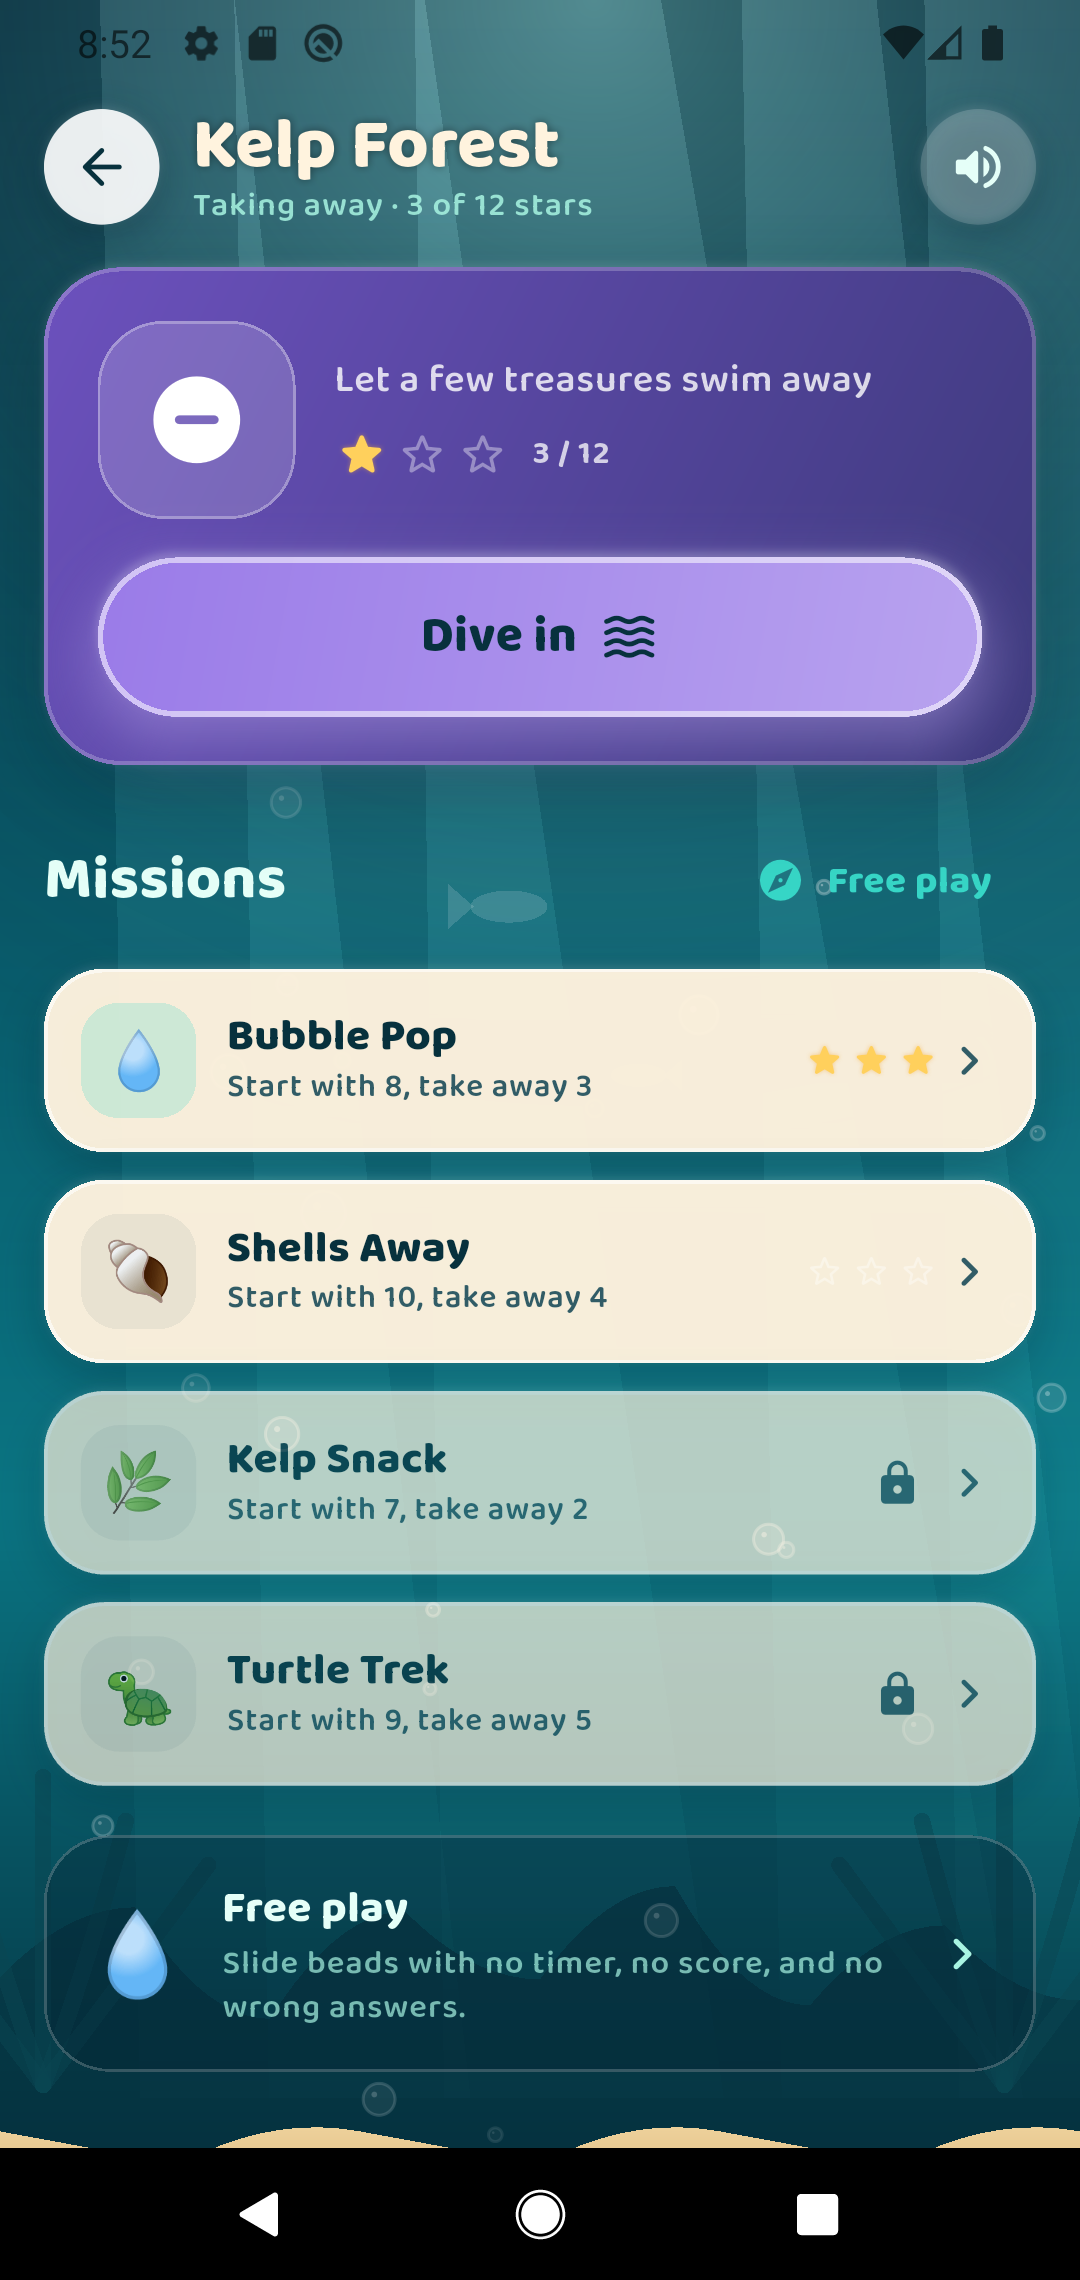 8:52
Kelp Forest
Taking away · 3 of 12 stars
Let a few treasures swim away
3 / 12
Dive in
Missions
Free play
Bubble Pop
Start with 8, take away 3
Shells Away
Start with 10, take away 4
Kelp Snack
Start with 7, take away 2
Turtle Trek
Start with 9, take away 5
Free play
Slide beads with no timer, no score, and no
wrong answers.